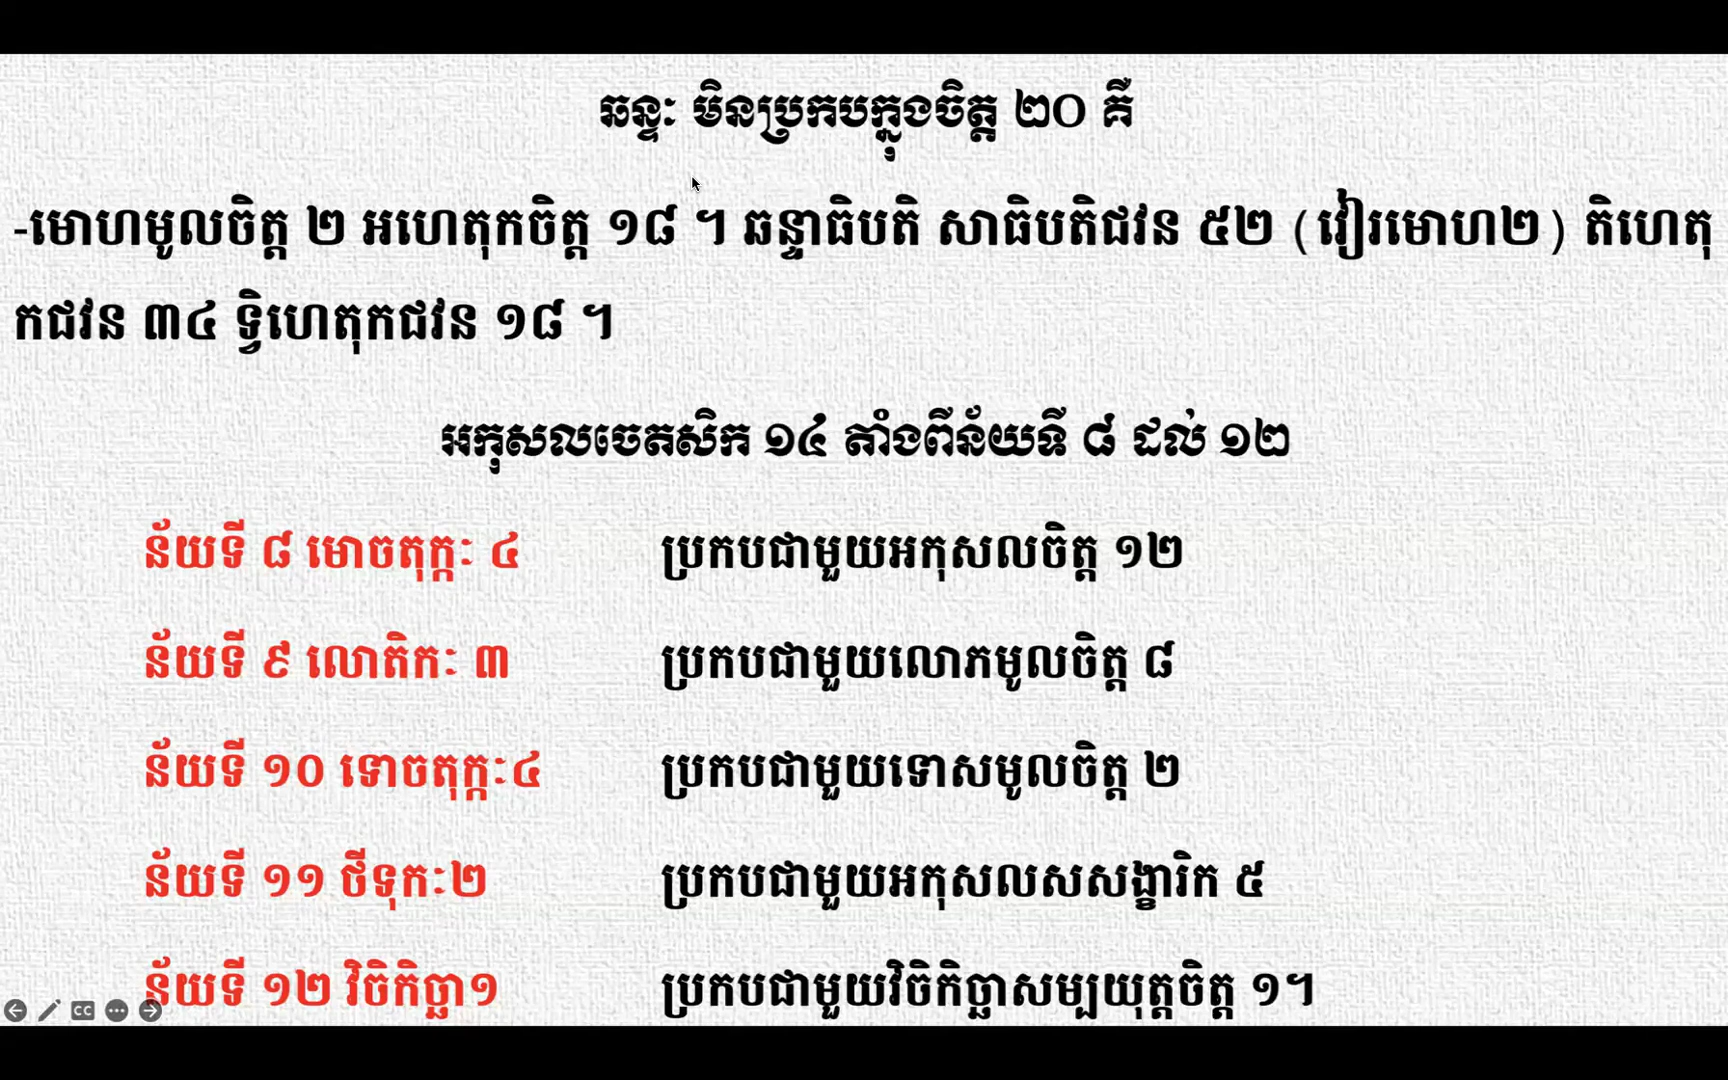 ឆន្ទៈ មិនប្រកបក្នុងចិត្ត ២០ គឺ
-មោហមូលចិត្ត ២ អហេតុកចិត្ត ១៨ ។ ឆន្ទាធិបតិ សាធិបតិជវន ៥២ (វៀរមោហ២) តិហេតុ
កជវន ៣៤ ទ្វិហេតុកជវន ១៨ ។
អកុសលចេតសិក ១៤ តាំងពីន័យទី ៨ ដល់ ១២
ន័យទី ៨ មោចតុក្កៈ ៤ ប្រកបជាមួយអកុសលចិត្ត ១២
ន័យទី ៩ លោតិកៈ ៣ ប្រកបជាមួយលោភមូលចិត្ត ៨
ន័យទី ១០ ទោចតុក្កៈ៤ ប្រកបជាមួយទោសមូលចិត្ត ២
ន័យទី ១១ ថីទុកៈ២ ប្រកបជាមួយអកុសលសសង្ខារិក ៥
ន័យទី ១២ វិចិកិច្ឆា១ ប្រកបជាមួយវិចិកិច្ឆាសម្បយុត្តចិត្ត ១។
CC